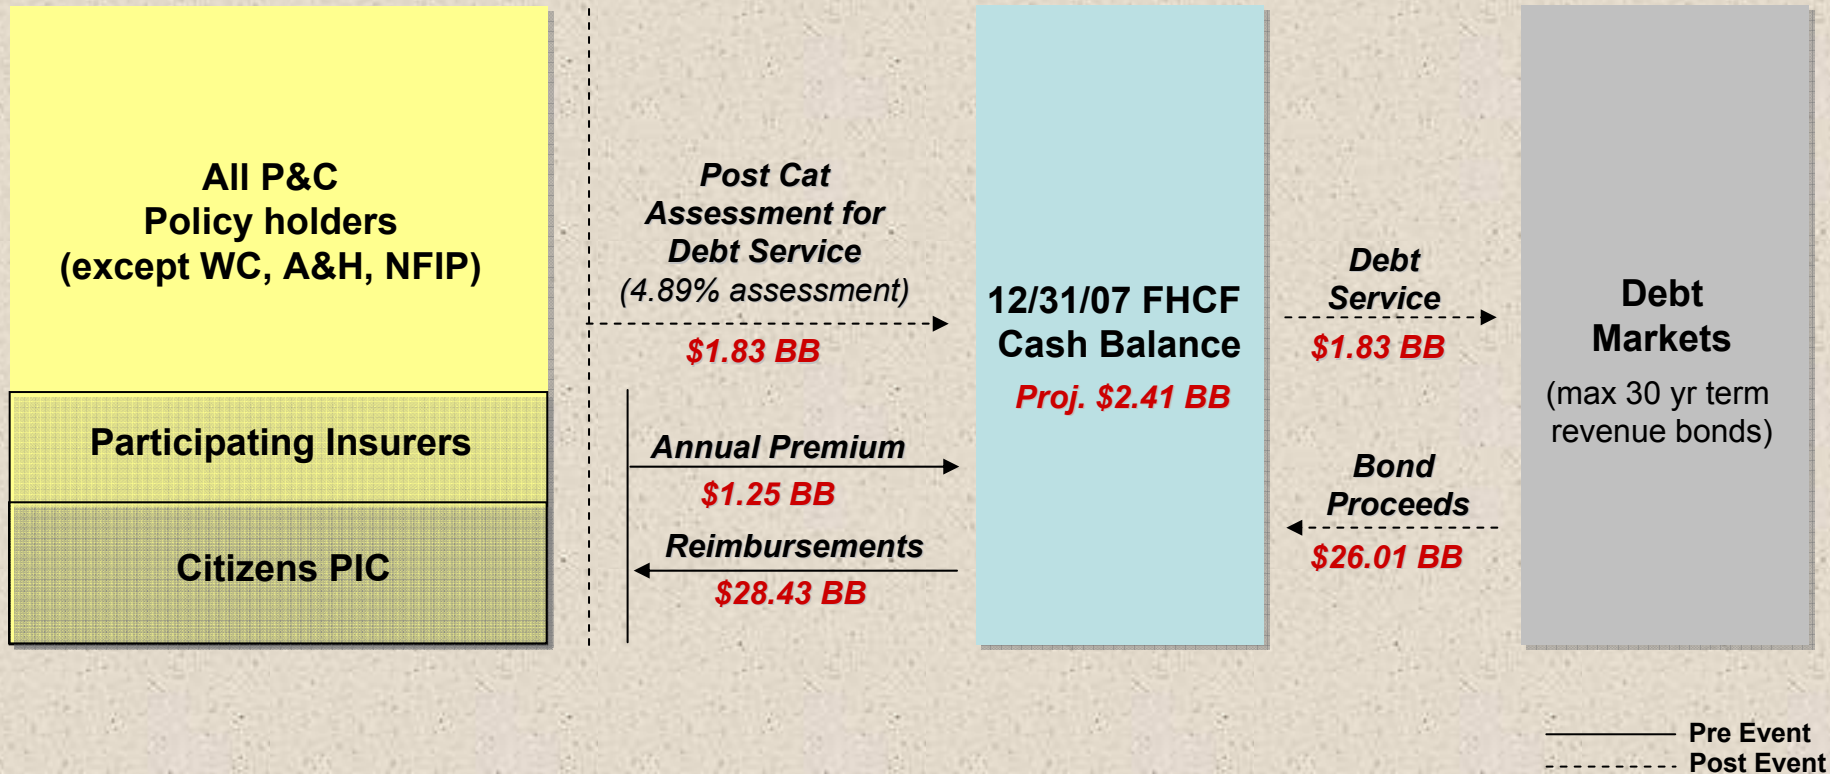 All P&C
Policy holders
(except WC, A&H, NFIP)
Participating Insurers
Citizens PIC
Post Cat
Assessment for
Debt Service
(4.89% assessment)
$1.83 BB
Annual Premium
$1.25 BB
Reimbursements
$28.43 BB
12/31/07 FHCF
Cash Balance
Proj. $2.41 BB
Debt
Service
$1.83 BB
Bond
Proceeds
$26.01 BB
Debt
Markets
(max 30 yr term
revenue bonds)
Pre Event
Post Event